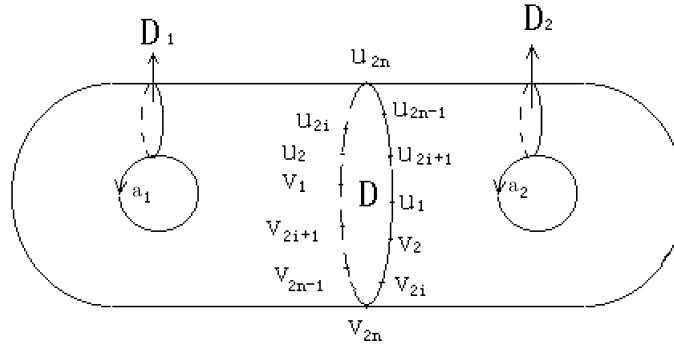 D₁
D₂
u₂ₙ
u₂ᵢ
u₂ₙ₋₁
u₂
u₂ᵢ₊₁
v₁
a₁
D
u₁
a₂
v₂ᵢ₊₁
v₂
v₂ₙ₋₁
v₂ᵢ
v₂ₙ